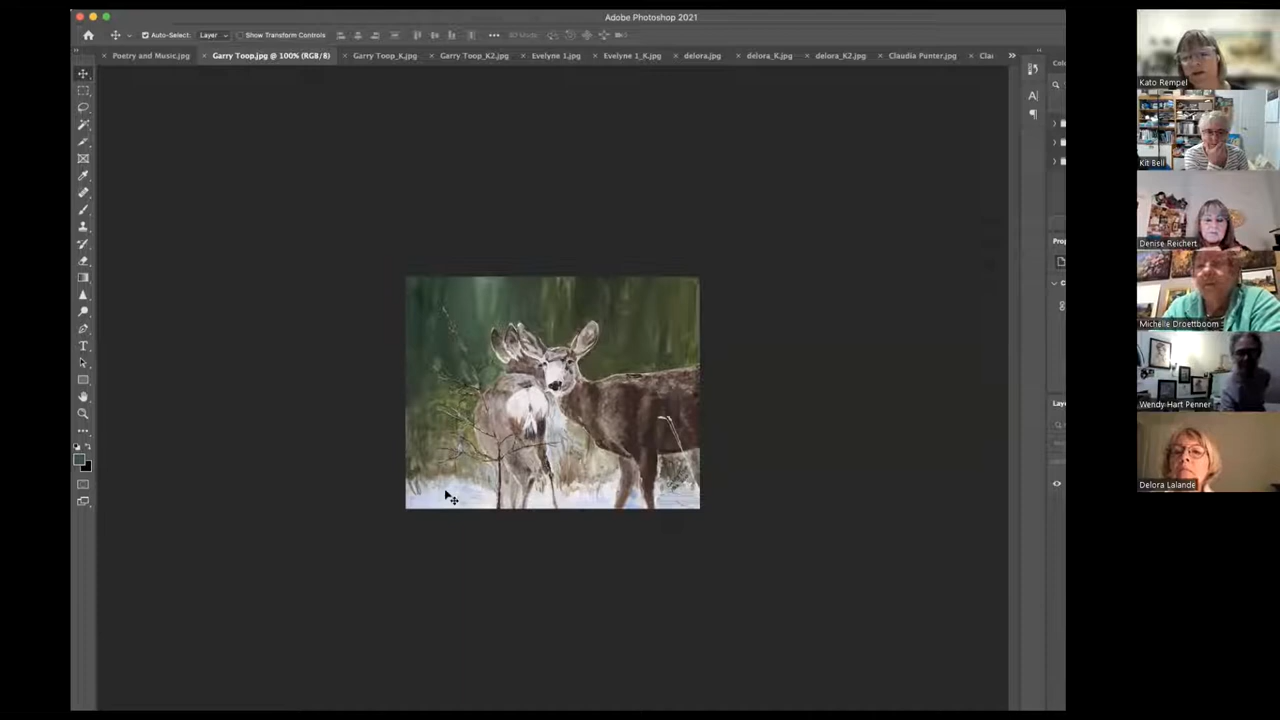 Adobe Photoshop 2021
Auto-Select: Layer Show Transform Controls
Poetry and Music.jpg
Garry Toop.jpg @ 100% (RGB/8)
Garry Toop_K.jpg
Garry Toop_K2.jpg
Evelyne 1.jpg
Evelyne 1_K.jpg
delora.jpg
delora_K.jpg
delora_K2.jpg
Claudia Punter.jpg
Clau
Kato Rempel
Kit Bell
Denise Reichert
Michelle Droettboom
Wendy Hart Penner
Delora Lalande